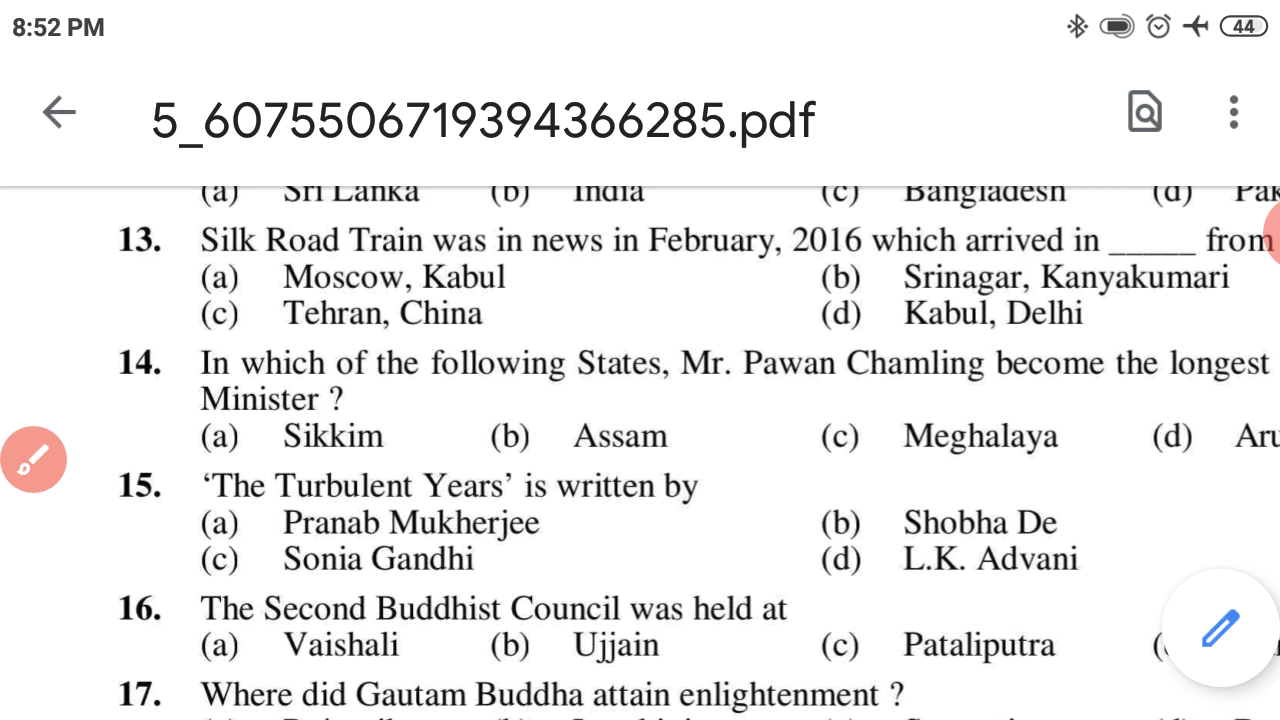 8:52 PM
44
5_6075506719394366285.pdf
(a) Sri Lanka (b) India (c) Bangladesh (d)
13. Silk Road Train was in news in February, 2016 which arrived in _____ from
(a) Moscow, Kabul (b) Srinagar, Kanyakumari
(c) Tehran, China (d) Kabul, Delhi
14. In which of the following States, Mr. Pawan Chamling become the longest
Minister ?
(a) Sikkim (b) Assam (c) Meghalaya (d)
15. ‘The Turbulent Years’ is written by
(a) Pranab Mukherjee (b) Shobha De
(c) Sonia Gandhi (d) L.K. Advani
16. The Second Buddhist Council was held at
(a) Vaishali (b) Ujjain (c) Pataliputra
17. Where did Gautam Buddha attain enlightenment ?